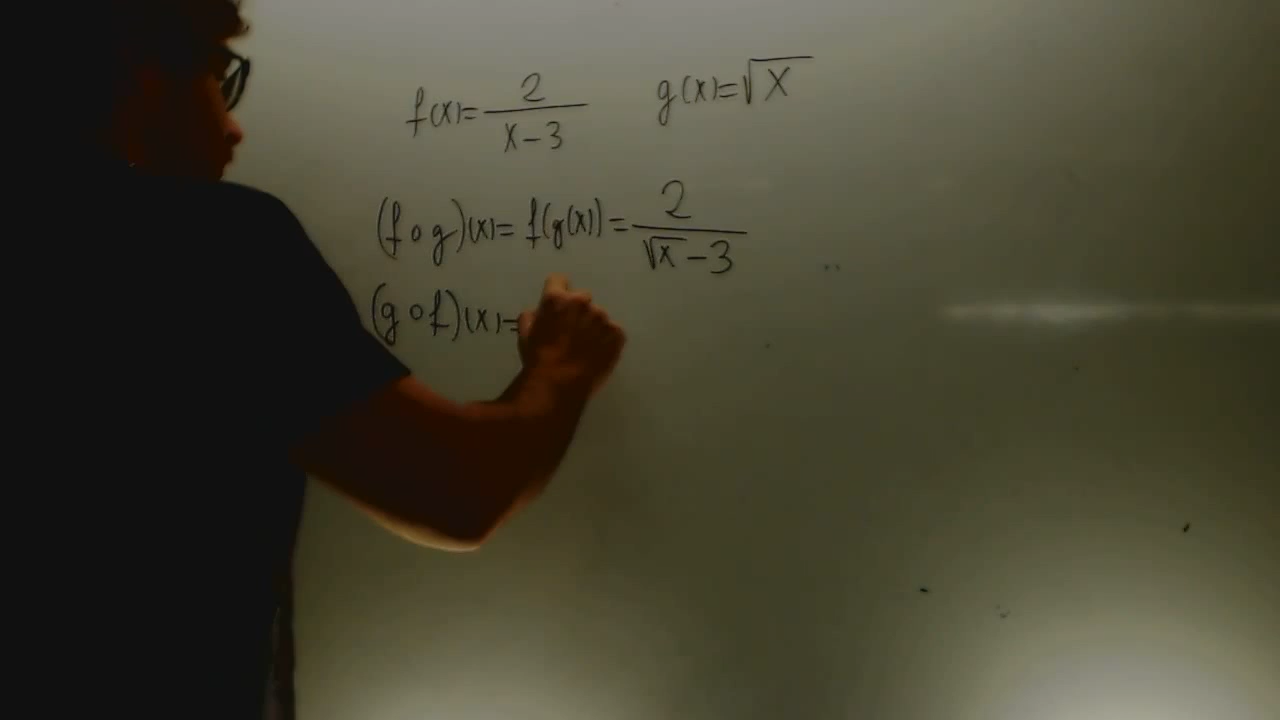 f(x)= 2/(x-3) g(x)=√x
(f∘g)(x)= f(g(x))= 2/(√x-3)
(g∘f)(x)=